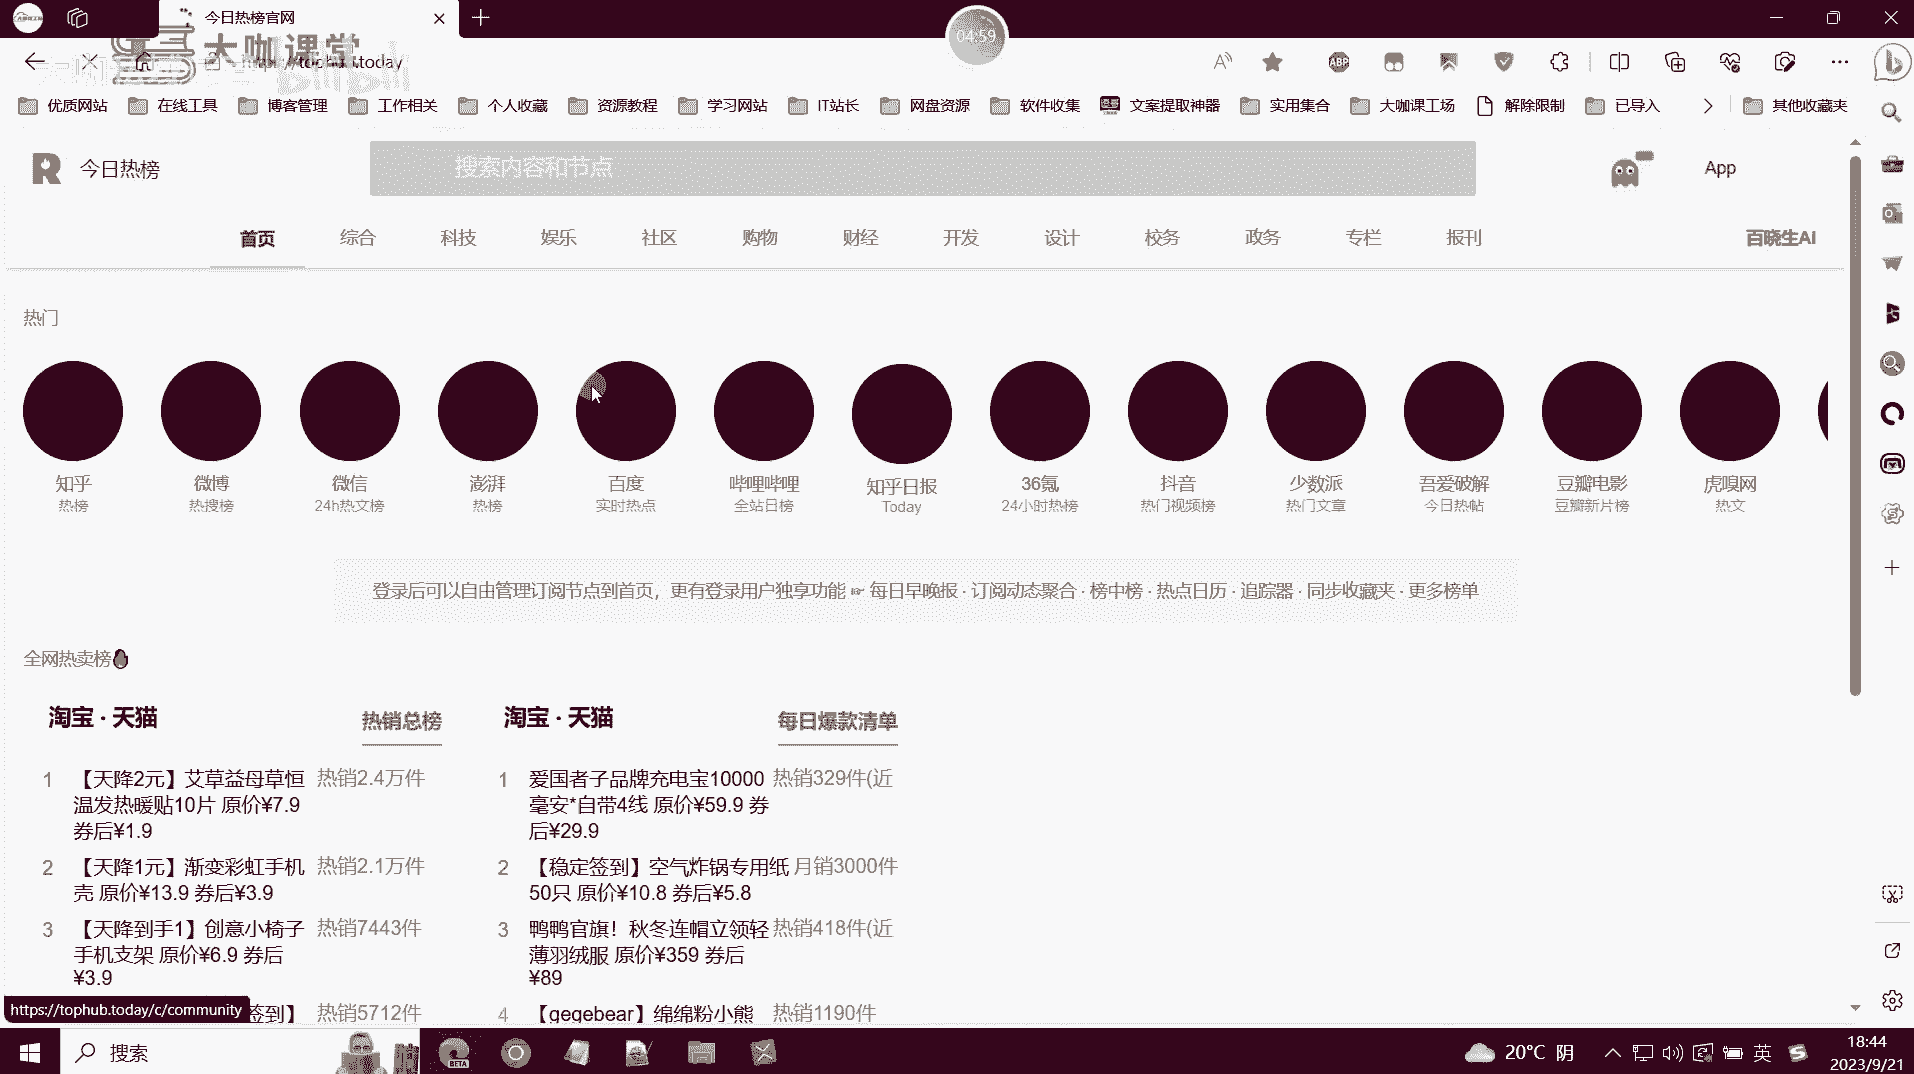 今日热榜官网
04:59
大咖课堂
bilibili
https://tophub.today
优质网站 在线工具 博客管理 工作相关 个人收藏 资源教程 学习网站 IT站长 网盘资源 软件收集 文案提取神器 实用集合 大咖课工场 解除限制 已导入 其他收藏夹
今日热榜
搜索内容和节点
App
首页 综合 科技 娱乐 社区 购物 财经 开发 设计 校务 政务 专栏 报刊 百晓生AI
热门
知乎 微博 微信 澎湃 百度 哔哩哔哩 知乎日报 36氪 抖音 少数派 吾爱破解 豆瓣电影 虎嗅网
热榜 热搜榜 24h热文榜 热榜 实时热点 全站日榜 Today 24小时热榜 热门视频榜 热门文章 今日热帖 豆瓣新片榜 热文
登录后可以自由管理订阅节点到首页，更有登录用户独享功能 ☞ 每日早晚报 · 订阅动态聚合 · 榜中榜 · 热点日历 · 追踪器 · 同步收藏夹 · 更多榜单
全网热卖榜
淘宝 · 天猫 热销总榜
1 【天降2元】艾草益母草恒 热销2.4万件
温发热暖贴10片 原价¥7.9
券后¥1.9
2 【天降1元】渐变彩虹手机 热销2.1万件
壳 原价¥13.9 券后¥3.9
3 【天降到手1】创意小椅子 热销7443件
手机支架 原价¥6.9 券后
¥3.9
签到】 热销5712件
淘宝 · 天猫 每日爆款清单
1 爱国者子品牌充电宝10000 热销329件(近
毫安*自带4线 原价¥59.9 券
后¥29.9
2 【稳定签到】空气炸锅专用纸 月销3000件
50只 原价¥10.8 券后¥5.8
3 鸭鸭官旗！秋冬连帽立领轻 热销418件(近
薄羽绒服 原价¥359 券后
¥89
4 【gegebear】绵绵粉小熊 热销1190件
https://tophub.today/c/community
搜索
BETA
20°C 阴
英
18:44
2023/9/21